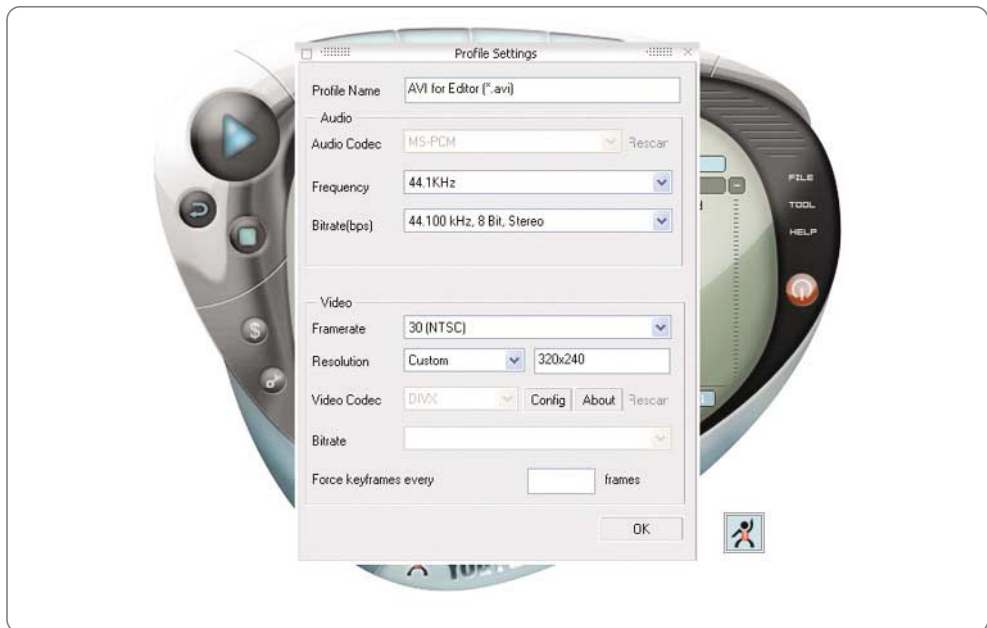 Profile Settings
Profile Name AVI for Editor (*.avi)
Audio
Audio Codec MS-PCM
Frequency 44.1KHz
Bitrate(bps) 44.100 kHz, 8 Bit, Stereo
Video
Framerate 30 (NTSC)
Resolution Custom 320x240
Video Codec DIVX Config About
Bitrate
Force keyframes every frames
OK
FILE
TOOL
HELP
$